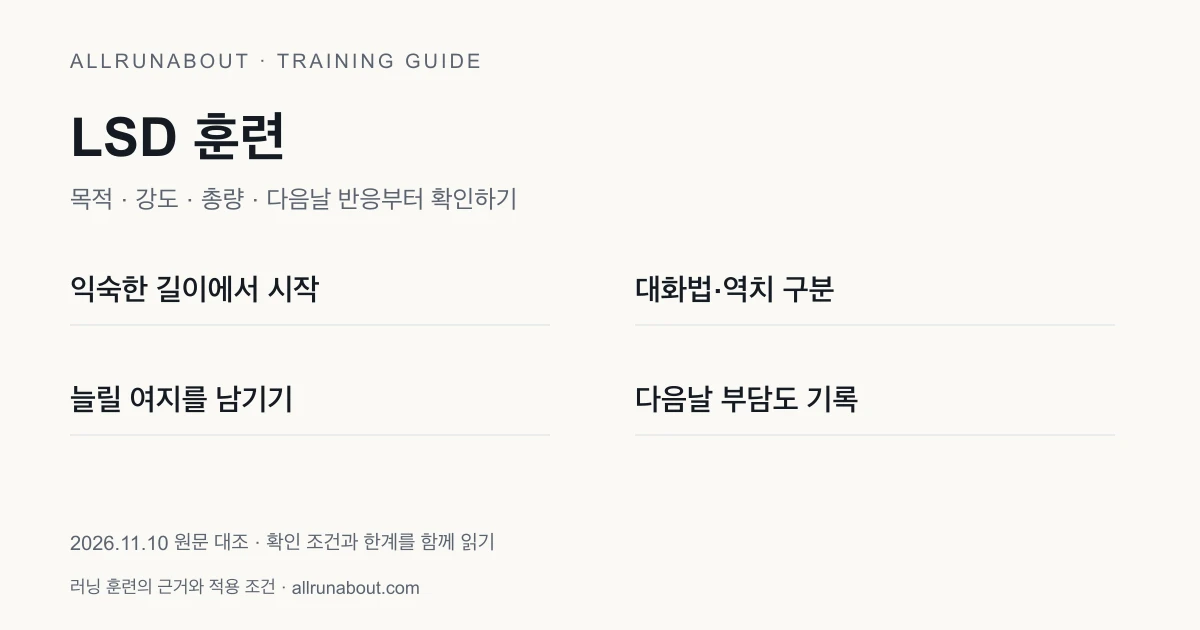 ALLRUNABOUT · TRAINING GUIDE
LSD 훈련
목적 · 강도 · 총량 · 다음날 반응부터 확인하기
익숙한 길이에서 시작
대화법·역치 구분
늘릴 여지를 남기기
다음날 부담도 기록
2026.11.10 원문 대조 · 확인 조건과 한계를 함께 읽기
러닝 훈련의 근거와 적용 조건 · allrunabout.com